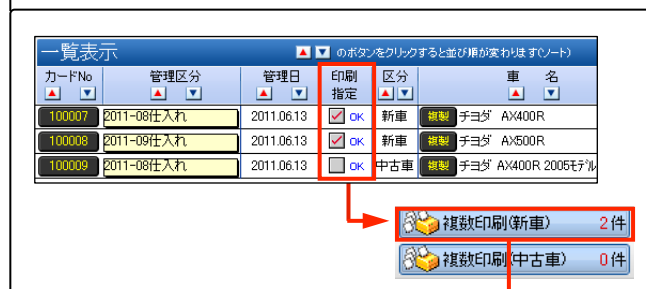 一覧表示 ▲ ▼ のボタンをクリックすると並び順が変わります(ソート)
カードNo 管理区分 管理日 印刷指定 区分 車 名
▲ ▼ ▲ ▼ ▲ ▼ ▲ ▼ ▲ ▼
100007 2011-08仕入れ 2011.06.13 OK 新車 複製 チヨダ AX400R
100008 2011-09仕入れ 2011.06.13 OK 新車 複製 チヨダ AX500R
100009 2011-08仕入れ 2011.06.13 OK 中古車 複製 チヨダ AX400R 2005モデル
複数印刷(新車) 2件
複数印刷(中古車) 0件